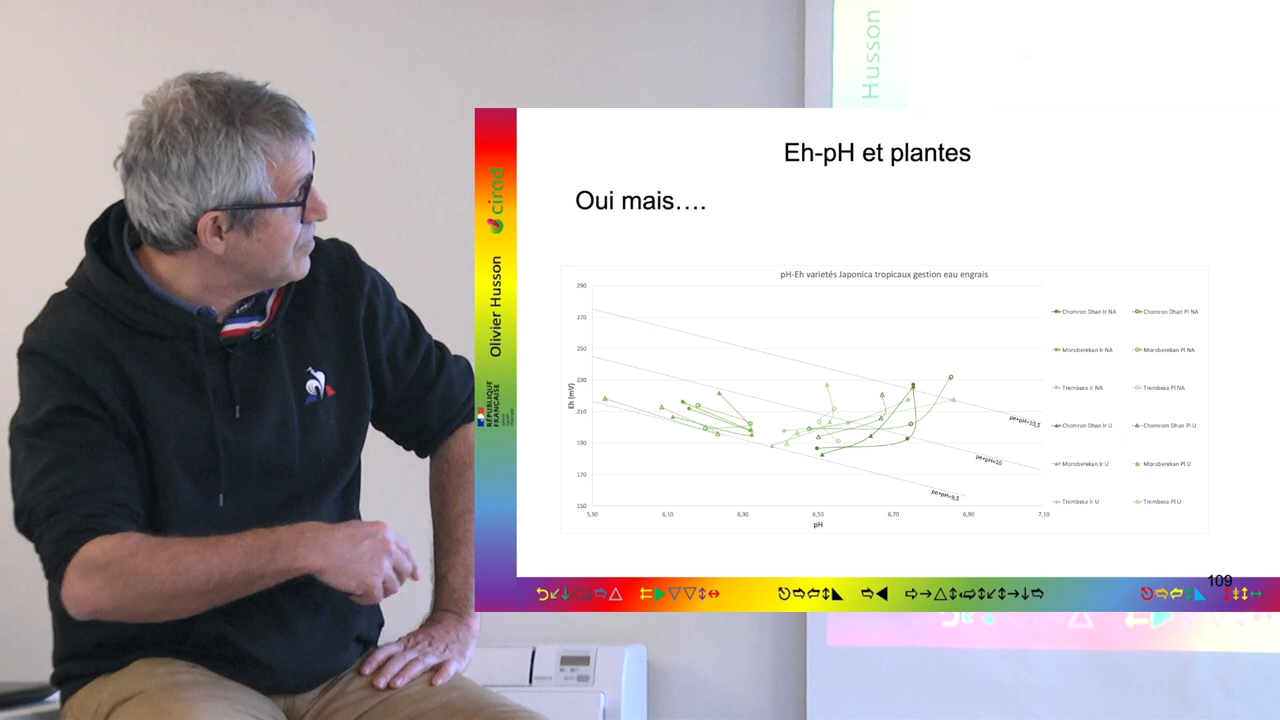 Husson
Eh-pH et plantes
Oui mais….
cirad
Olivier Husson
RÉPUBLIQUE
FRANÇAISE
pH-Eh varietés Japonica tropicaux gestion eau engrais
Eh (mV)
290
270
250
230
210
190
170
150
5,90 6,10 6,30 6,50 6,70 6,90 7,10
pH
pe+pH=10,5
pe+pH=10
pe+pH=9,5
Chomron Dhan Ir NA Chomron Dhan Pl NA
Moroberekan Ir NA Moroberekan Pl NA
Trembese Ir NA Trembese Pl NA
Chomron Dhan Ir U Chomrom Dhan Pl U
Moroberekan Ir U Moroberekan Pl U
Trembese Ir U Trembese Pl U
109